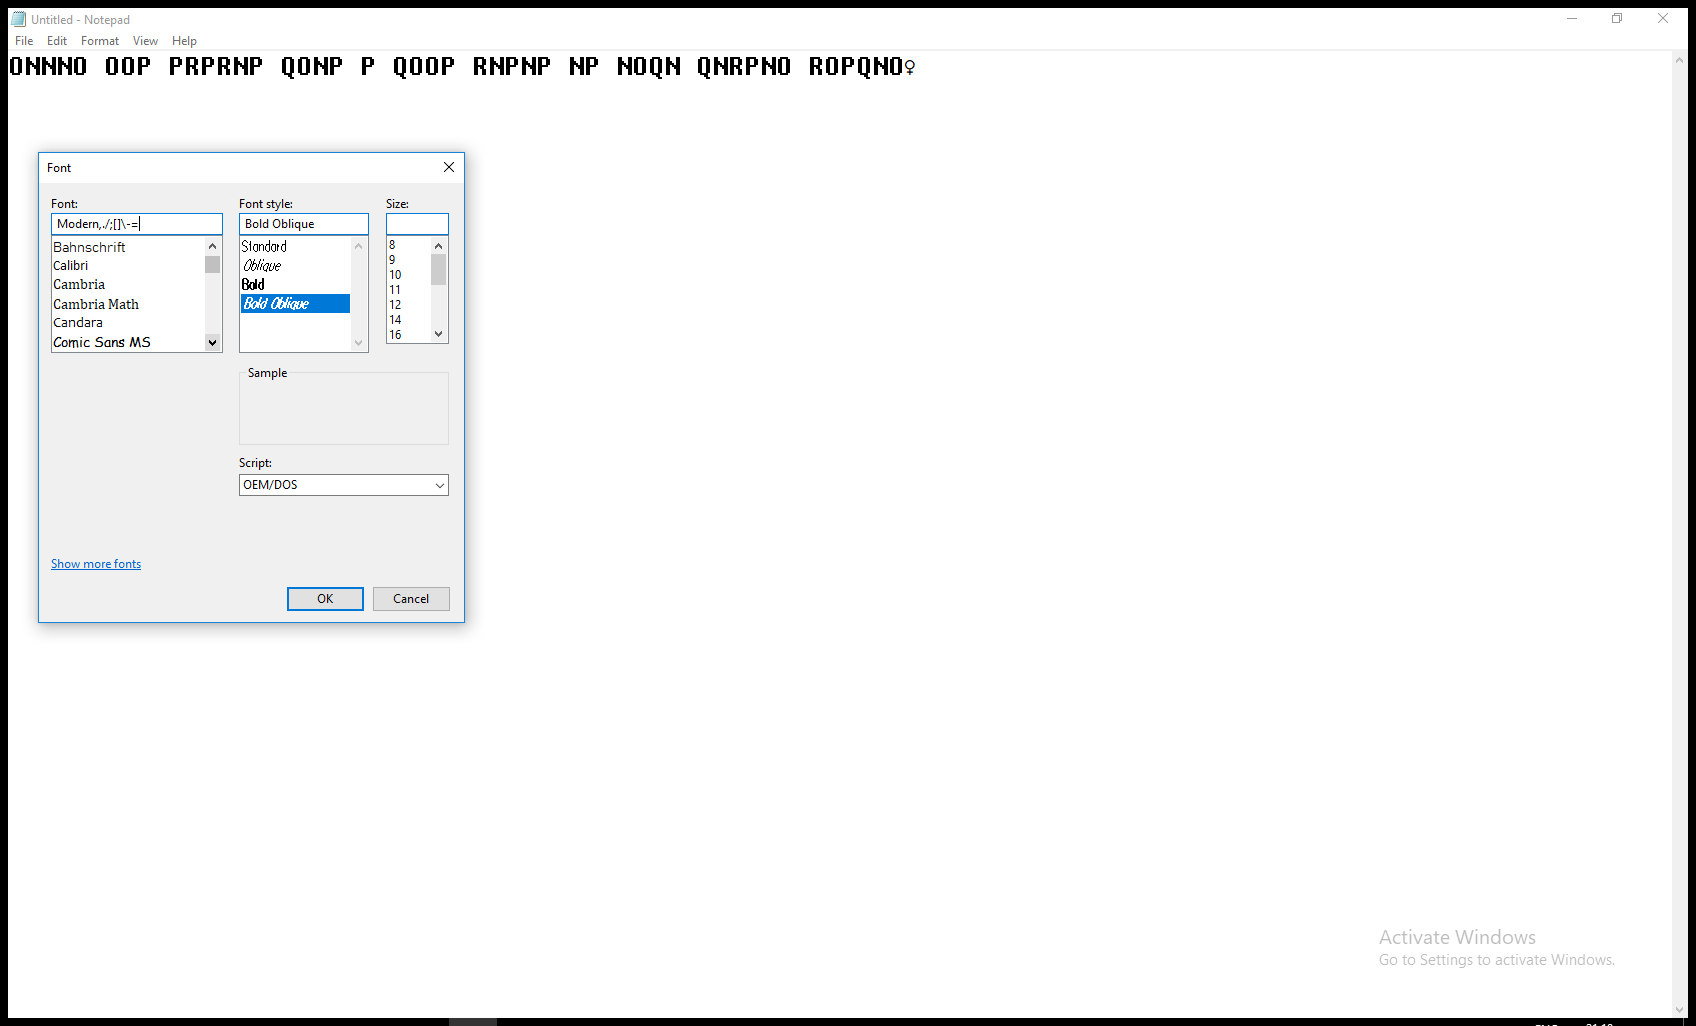 Untitled - Notepad
File Edit Format View Help
ONNNO OOP PRPRNP QONP P QOOP RNPNP NP NOQN QNRPNO ROPQNO♀
Font
Font: Font style: Size:
Modern,./;[]\-= Bold Oblique
Bahnschrift
Calibri
Cambria
Cambria Math
Candara
Comic Sans MS
Standard
Oblique
Bold
Bold Oblique
8
9
10
11
12
14
16
Sample
Script:
OEM/DOS
Show more fonts
OK Cancel
Activate Windows
Go to Settings to activate Windows.